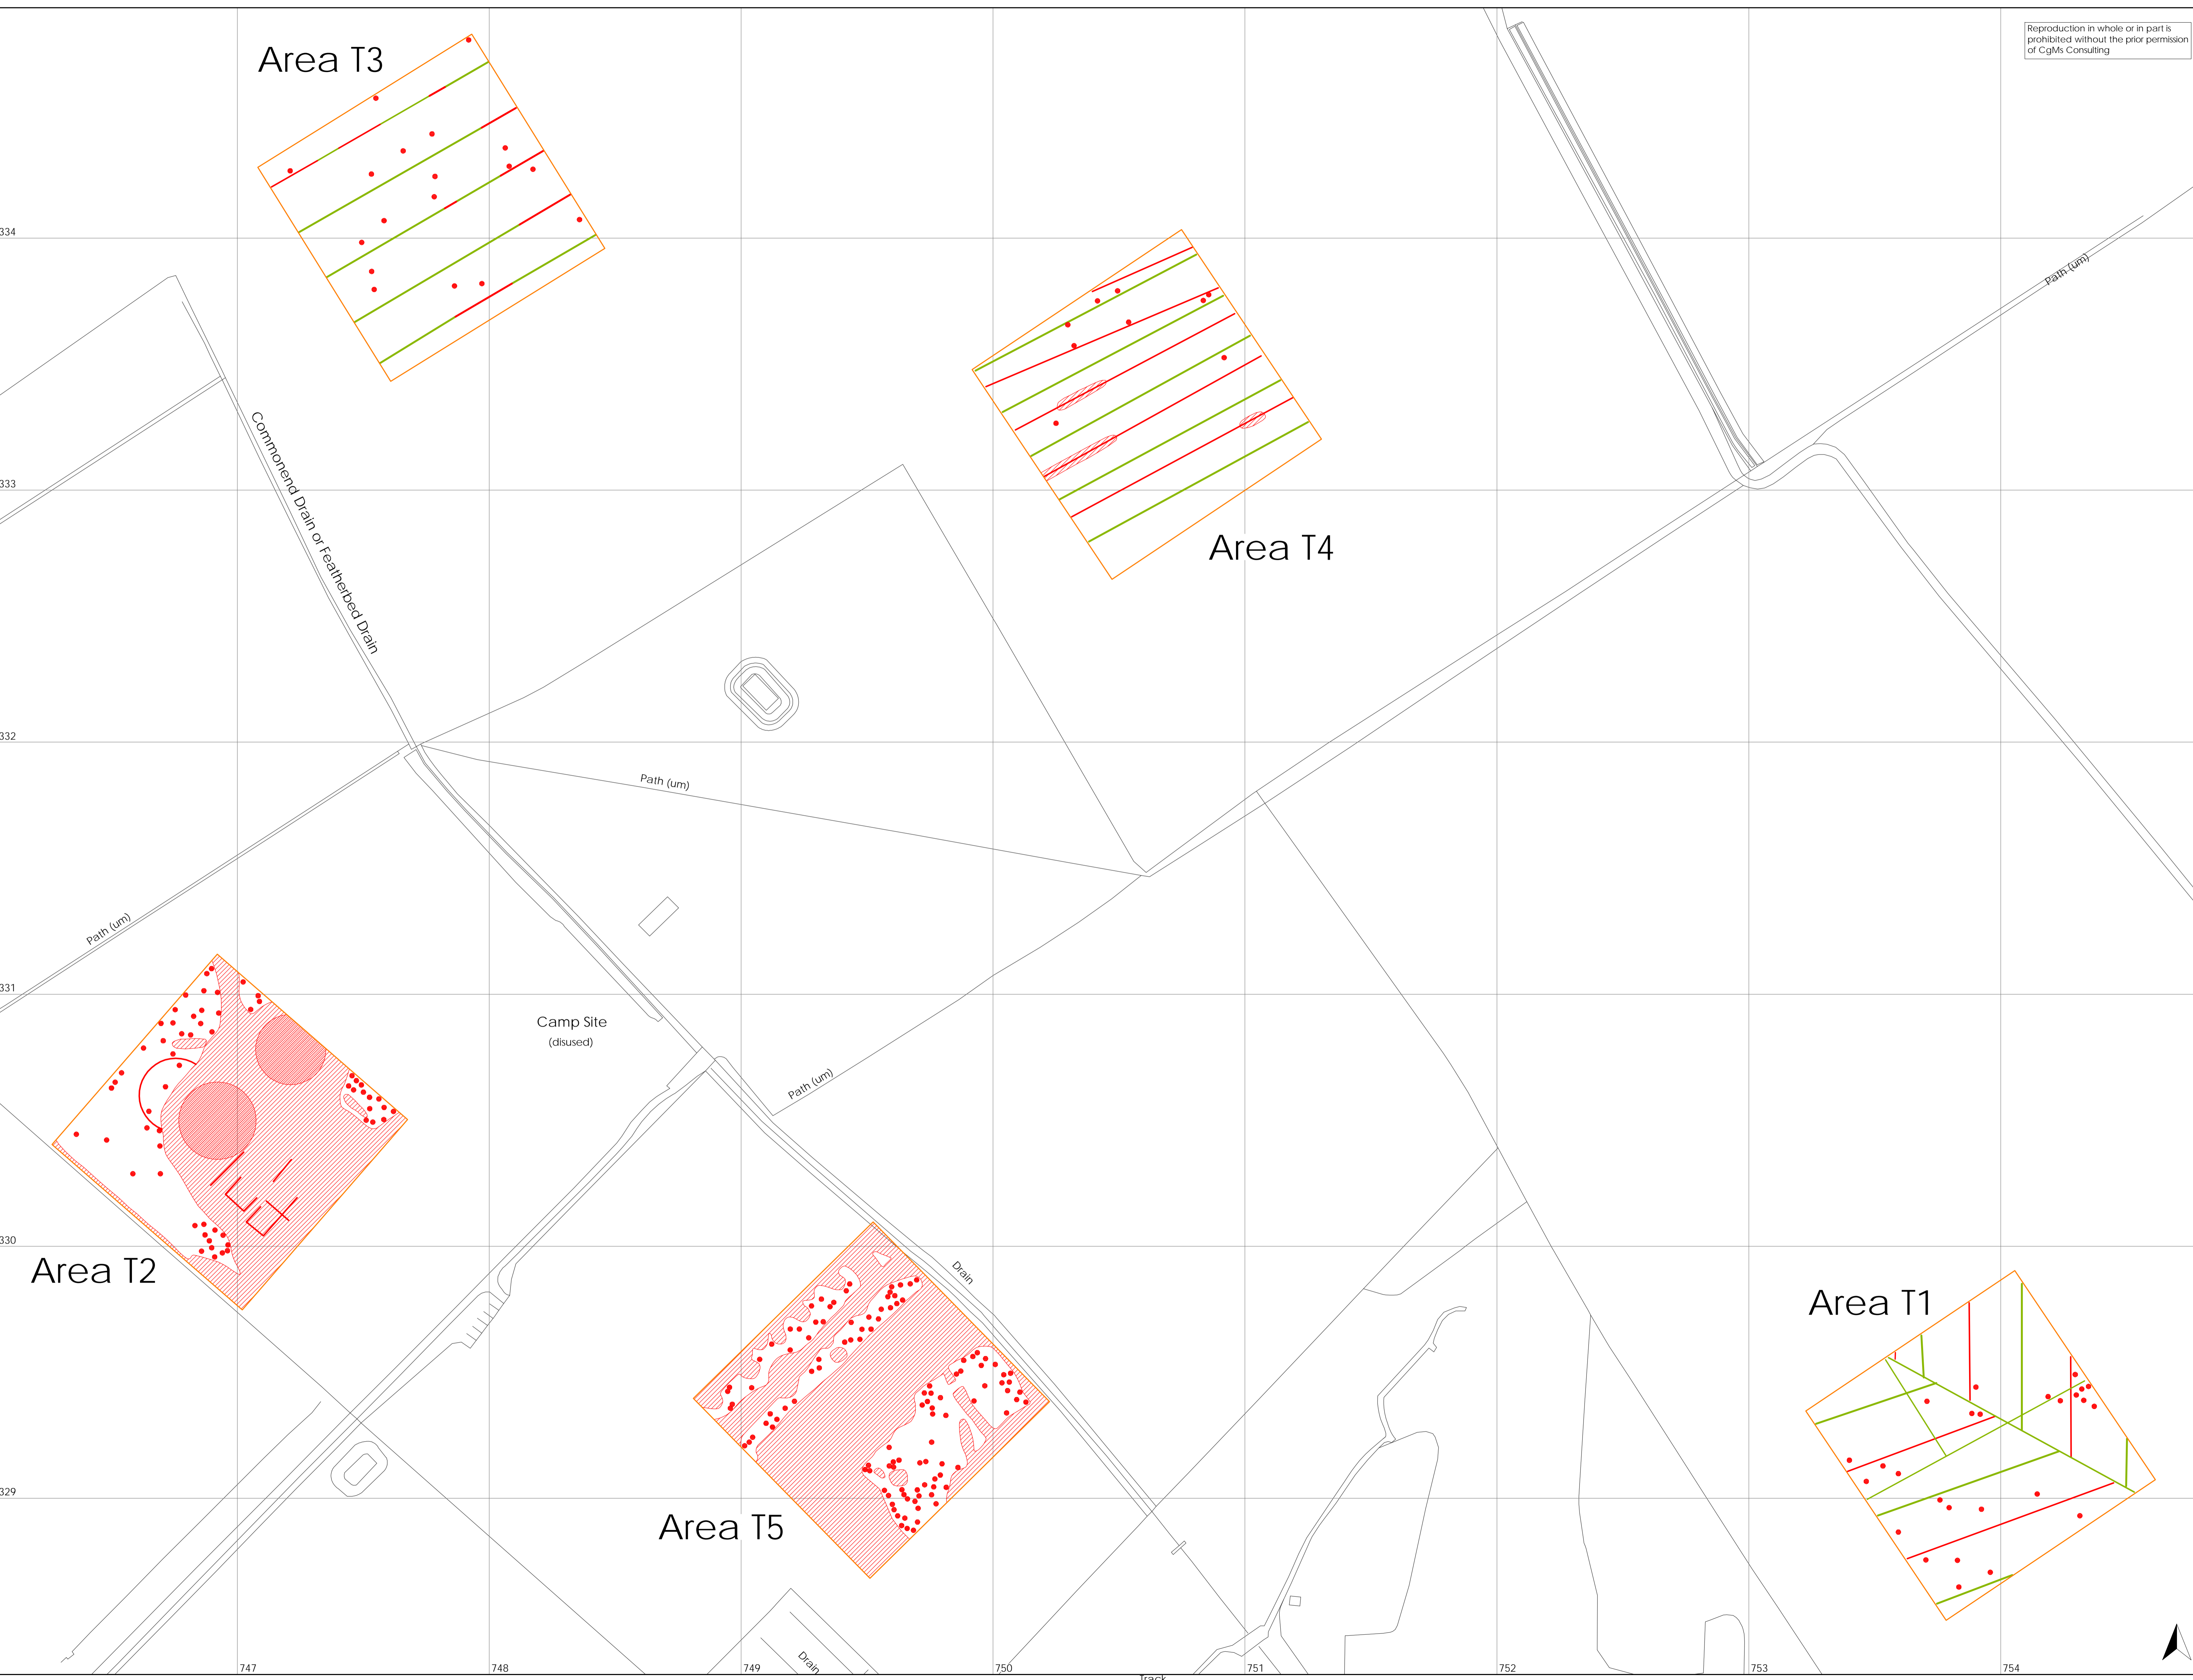 Reproduction in whole or in part is
prohibited without the prior permission
of CgMs Consulting
Area T3
334
Path (um)
Commonend Drain or Featherbed Drain
333
Area T4
332
Path (um)
Path (um)
331
Camp Site
(disused)
Path (um)
330
Area T2
Drain
Area T1
329
Area T5
Drain
747
748
749
750
751
752
753
754
Track